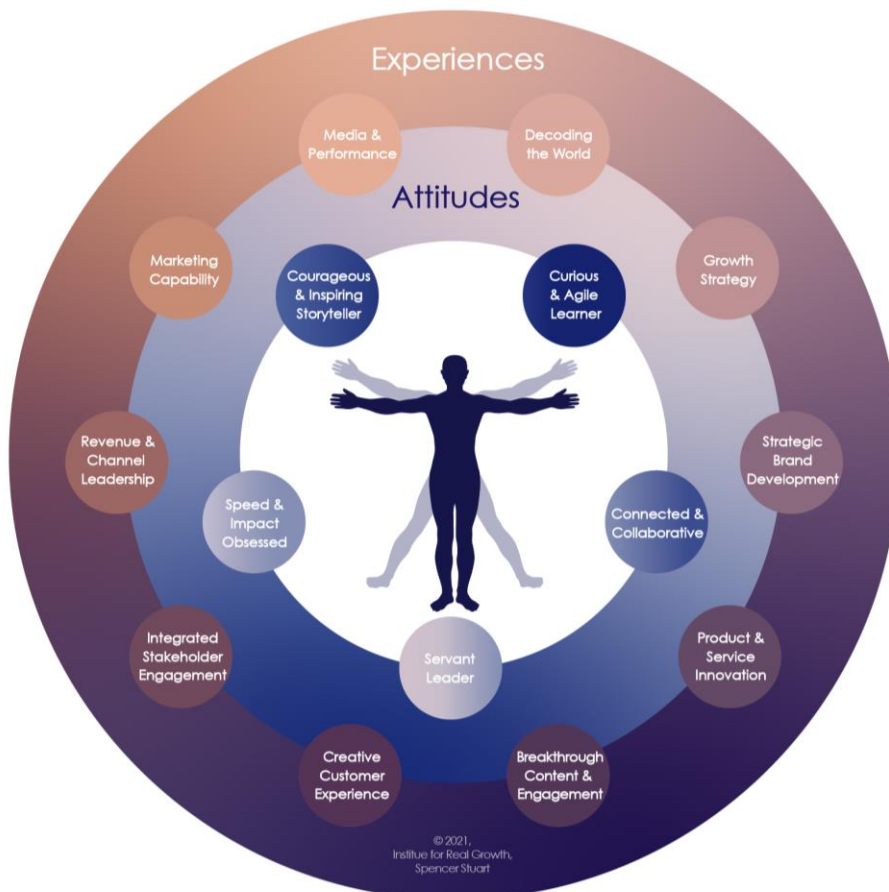 Experiences
Media &
Performance
Decoding
the World
Attitudes
Marketing
Capability
Courageous
& Inspiring
Storyteller
Curious
& Agile
Learner
Growth
Strategy
Revenue &
Channel
Leadership
Strategic
Brand
Development
Speed &
Impact
Obsessed
Connected &
Collaborative
Integrated
Stakeholder
Engagement
Servant
Leader
Product &
Service
Innovation
Creative
Customer
Experience
Breakthrough
Content &
Engagement
© 2021,
Institue for Real Growth,
Spencer Stuart